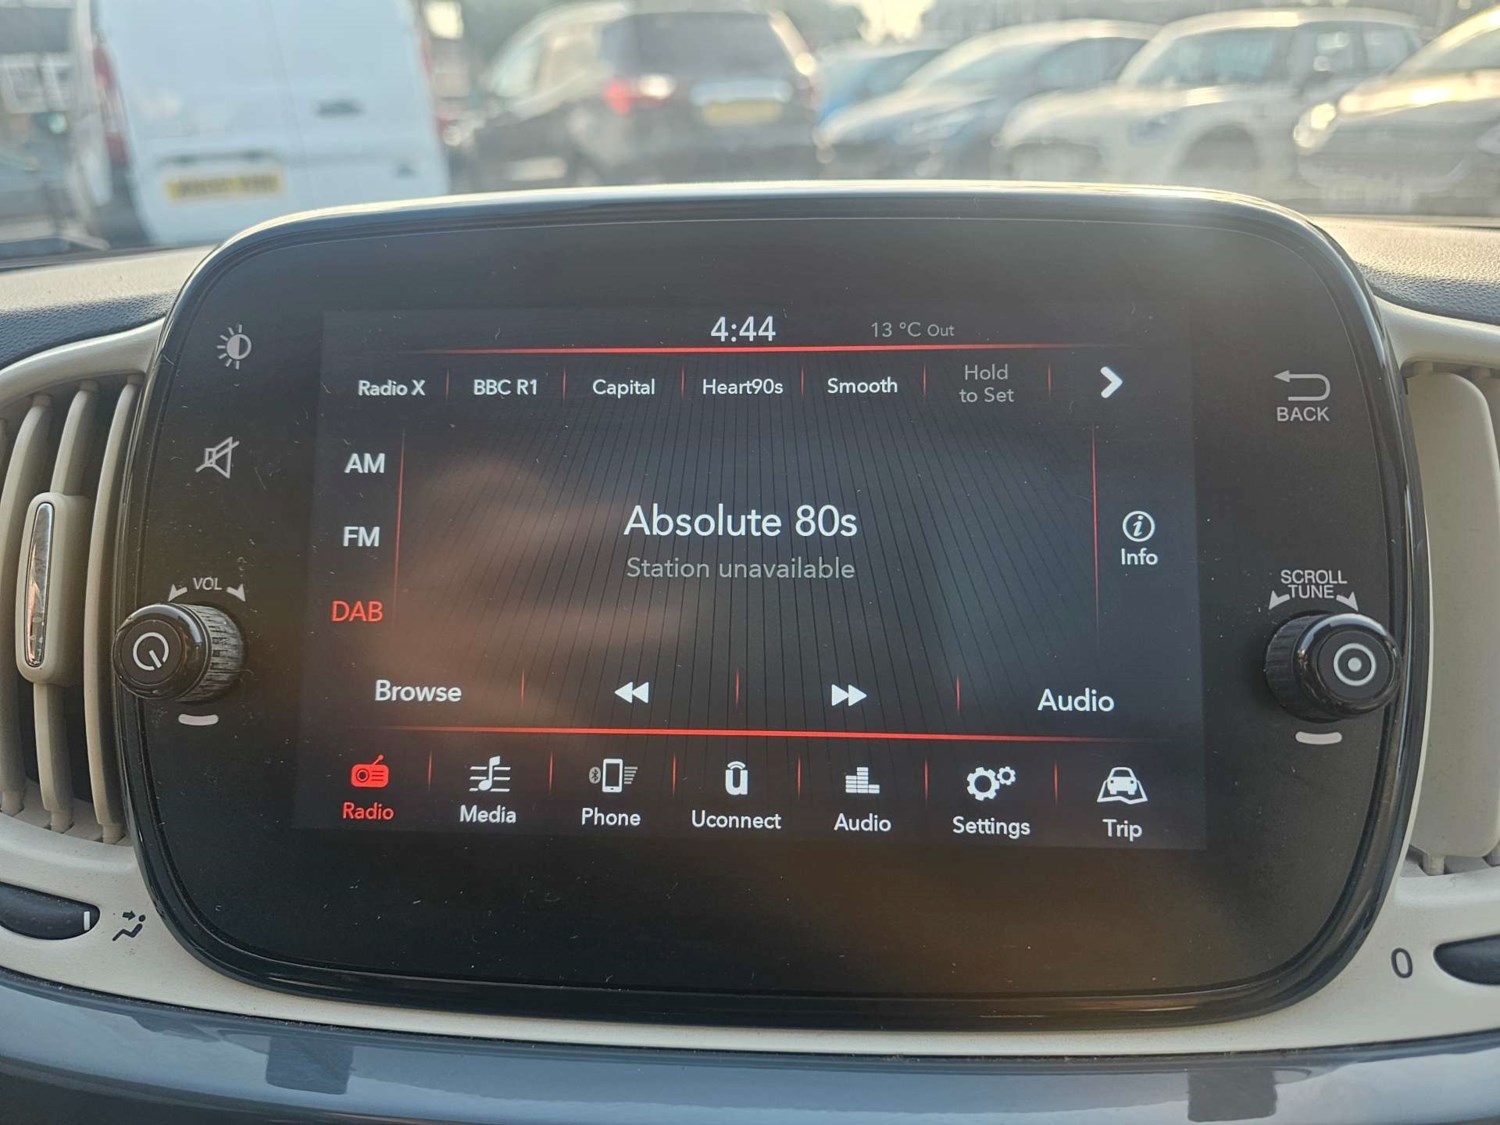 4:44
13 °C Out
Radio X
BBC R1
Capital
Heart90s
Smooth
Hold
to Set
BACK
AM
FM
DAB
Absolute 80s
Station unavailable
Info
VOL
SCROLL
TUNE
Browse
Audio
Radio
Media
Phone
Uconnect
Audio
Settings
Trip
0